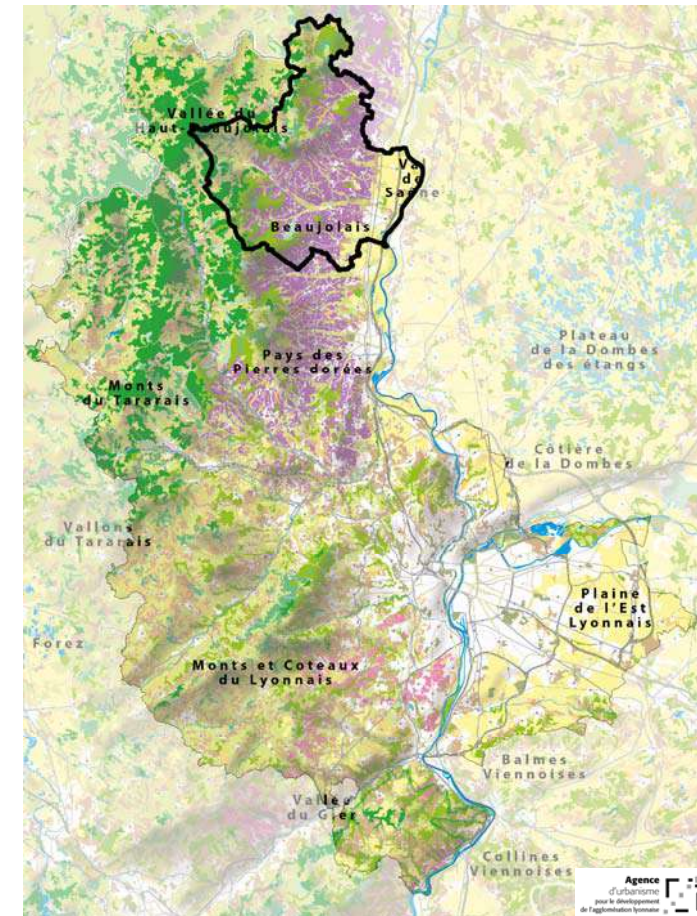 Vallée du
Haut-Beaujolais
Val
de
Saône
Beaujolais
Plateau
de la Dombes
des étangs
Pays des
Pierres dorées
Monts
du Tararais
Côtière
de la Dombes
Vallons
du Tararais
Plaine
de l'Est
Lyonnais
Forez
Monts et Coteaux
du Lyonnais
Balmes
Viennoises
Vallée
du Gier
Collines
Viennoises
Agence
d'urbanisme
pour le développement
de l'agglomération lyonnaise